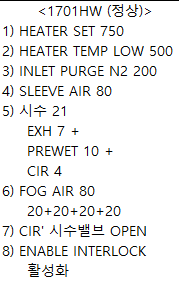 <1701HW (정상)>
1) HEATER SET 750
2) HEATER TEMP LOW 500
3) INLET PURGE N2 200
4) SLEEVE AIR 80
5) 시수 21
EXH 7 +
PREWET 10 +
CIR 4
6) FOG AIR 80
20+20+20+20
7) CIR' 시수밸브 OPEN
8) ENABLE INTERLOCK
활성화